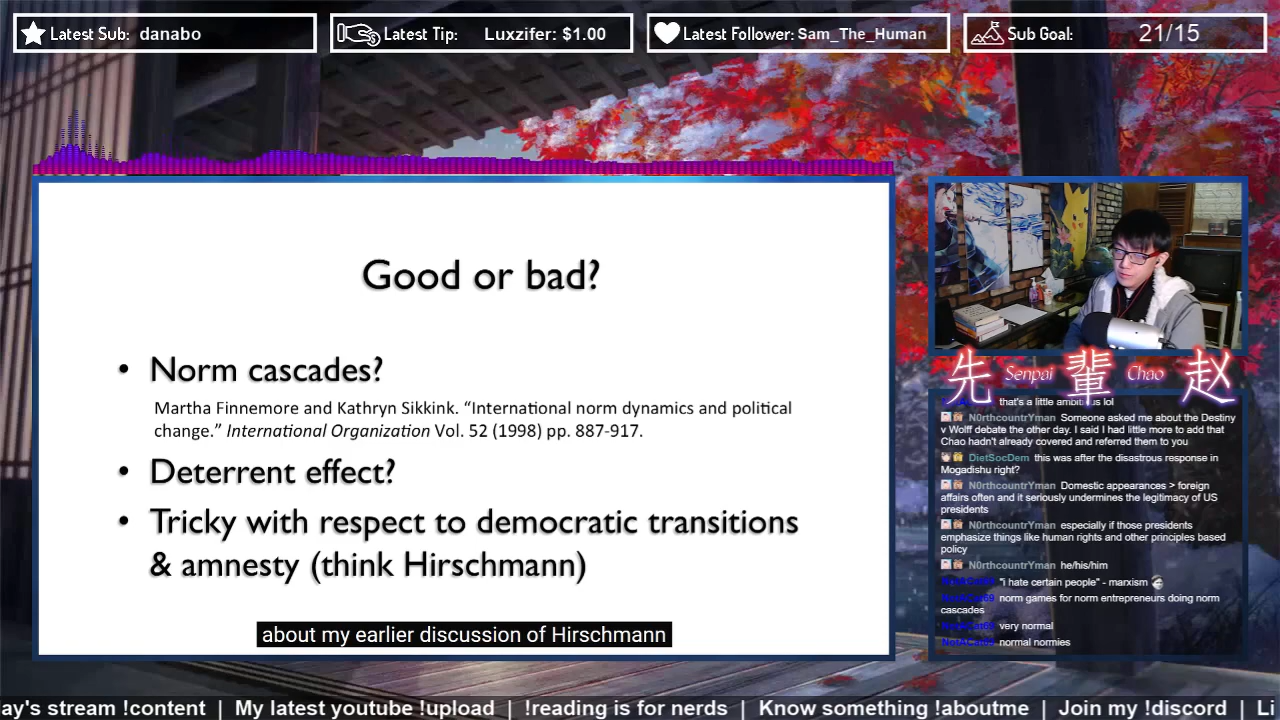 Latest Sub: danabo
Latest Tip: Luxzifer: $1.00
Latest Follower: Sam_The_Human
Sub Goal: 21/15
Good or bad?
• Norm cascades?
Martha Finnemore and Kathryn Sikkink. “International norm dynamics and political
change.” International Organization Vol. 52 (1998) pp. 887-917.
• Deterrent effect?
• Tricky with respect to democratic transitions
& amnesty (think Hirschmann)
about my earlier discussion of Hirschmann
先 Senpai 輩 Chao 赵
that's a little ambitious lol
N0rthcountrYman Someone asked me about the Destiny
v Wolff debate the other day. I said I had little more to add that
Chao hadn't already covered and referred them to you
DietSocDem this was after the disastrous response in
Mogadishu right?
N0rthcountrYman Domestic appearances > foreign
affairs often and it seriously undermines the legitimacy of US
presidents
N0rthcountrYman especially if those presidents
emphasize things like human rights and other principles based
policy
N0rthcountrYman he/his/him
NotACat69 "i hate certain people" - marxism
NotACat69 norm games for norm entrepreneurs doing norm
cascades
NotACat69 very normal
NotACat69 normal normies
ay's stream !content | My latest youtube !upload | !reading is for nerds | Know something !aboutme | Join my !discord | Li